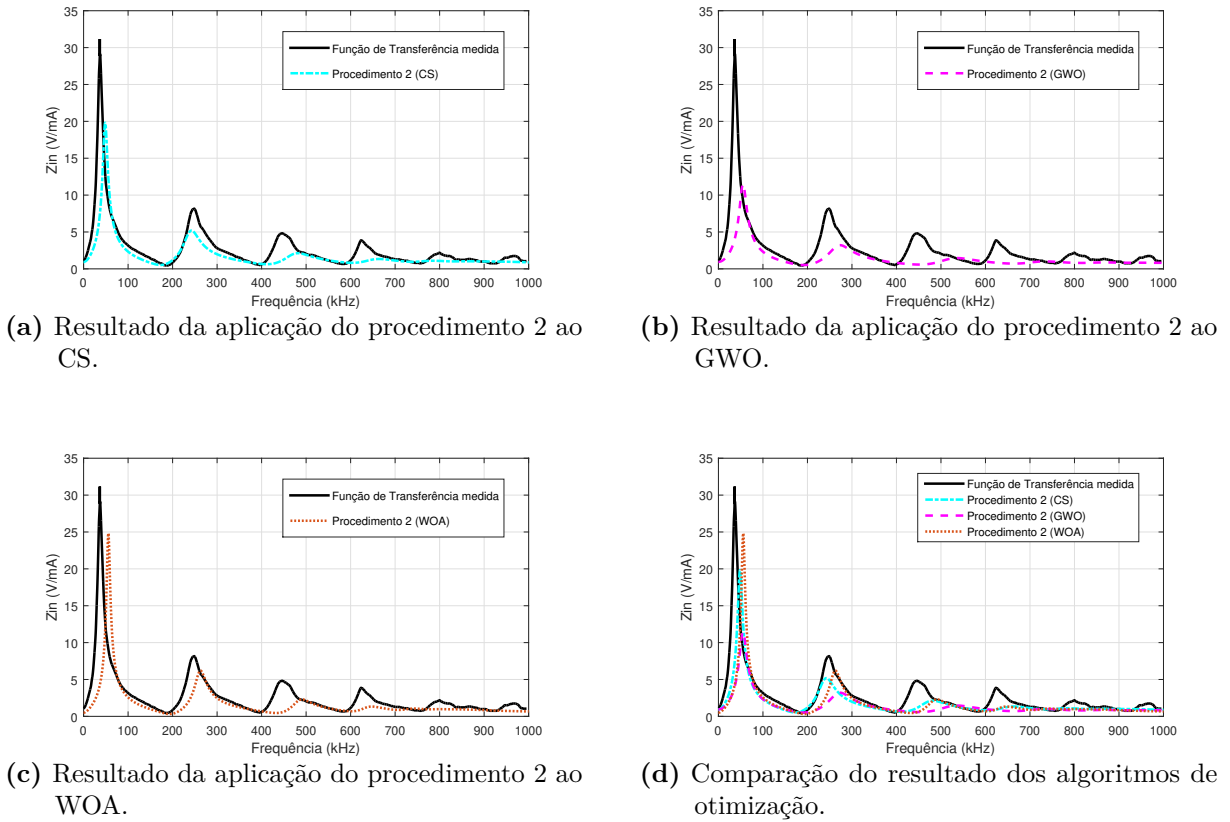 35
30
25
20
15
10
5
0
Zin (V/mA)
Função de Transferência medida
Procedimento 2 (CS)
0 100 200 300 400 500 600 700 800 900 1000
Frequência (kHz)
(a) Resultado da aplicação do procedimento 2 ao
CS.
35
30
25
20
15
10
5
0
Zin (V/mA)
Função de Transferência medida
Procedimento 2 (GWO)
0 100 200 300 400 500 600 700 800 900 1000
Frequência (kHz)
(b) Resultado da aplicação do procedimento 2 ao
GWO.
35
30
25
20
15
10
5
0
Zin (V/mA)
Função de Transferência medida
Procedimento 2 (WOA)
0 100 200 300 400 500 600 700 800 900 1000
Frequência (kHz)
(c) Resultado da aplicação do procedimento 2 ao
WOA.
35
30
25
20
15
10
5
0
Zin (V/mA)
Função de Transferência medida
Procedimento 2 (CS)
Procedimento 2 (GWO)
Procedimento 2 (WOA)
0 100 200 300 400 500 600 700 800 900 1000
Frequência (kHz)
(d) Comparação do resultado dos algoritmos de
otimização.